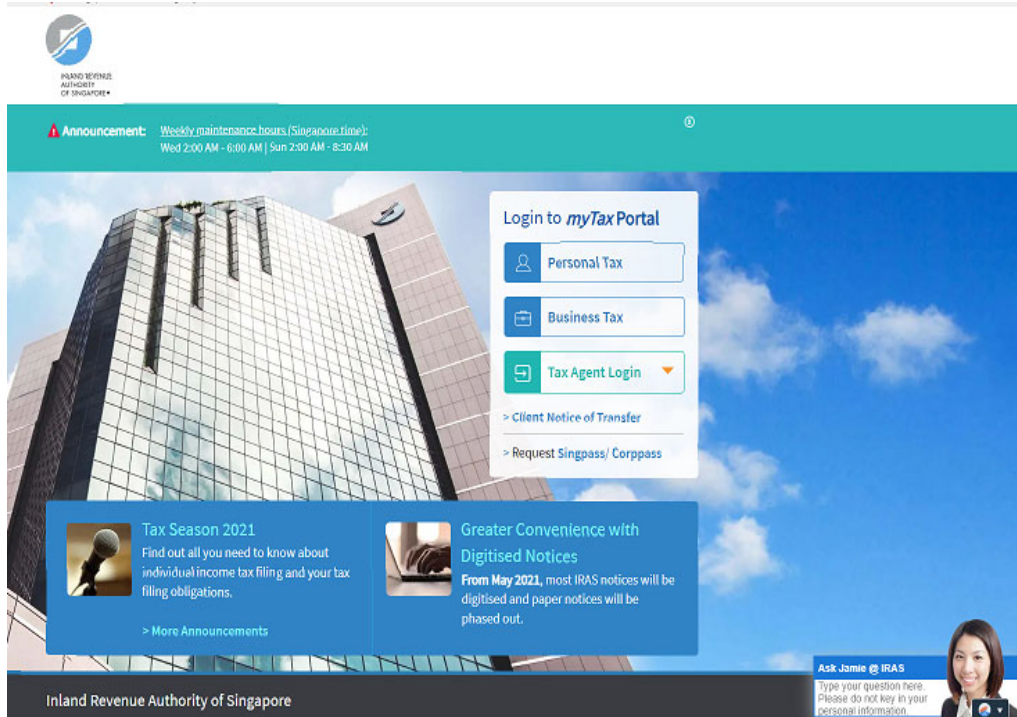 INLAND REVENUE
AUTHORITY
OF SINGAPORE
Announcement:
Weekly maintenance hours (Singapore time):
Wed 2:00 AM - 6:00 AM | Sun 2:00 AM - 8:30 AM
Login to myTax Portal
Personal Tax
Business Tax
Tax Agent Login
> Client Notice of Transfer
> Request Singpass/ Corppass
Tax Season 2021
Find out all you need to know about
individual income tax filing and your tax
filing obligations.
> More Announcements
Greater Convenience with
Digitised Notices
From May 2021, most IRAS notices will be
digitised and paper notices will be
phased out.
Ask Jamie @ IRAS
Type your question here.
Please do not key in your
personal information.
Inland Revenue Authority of Singapore